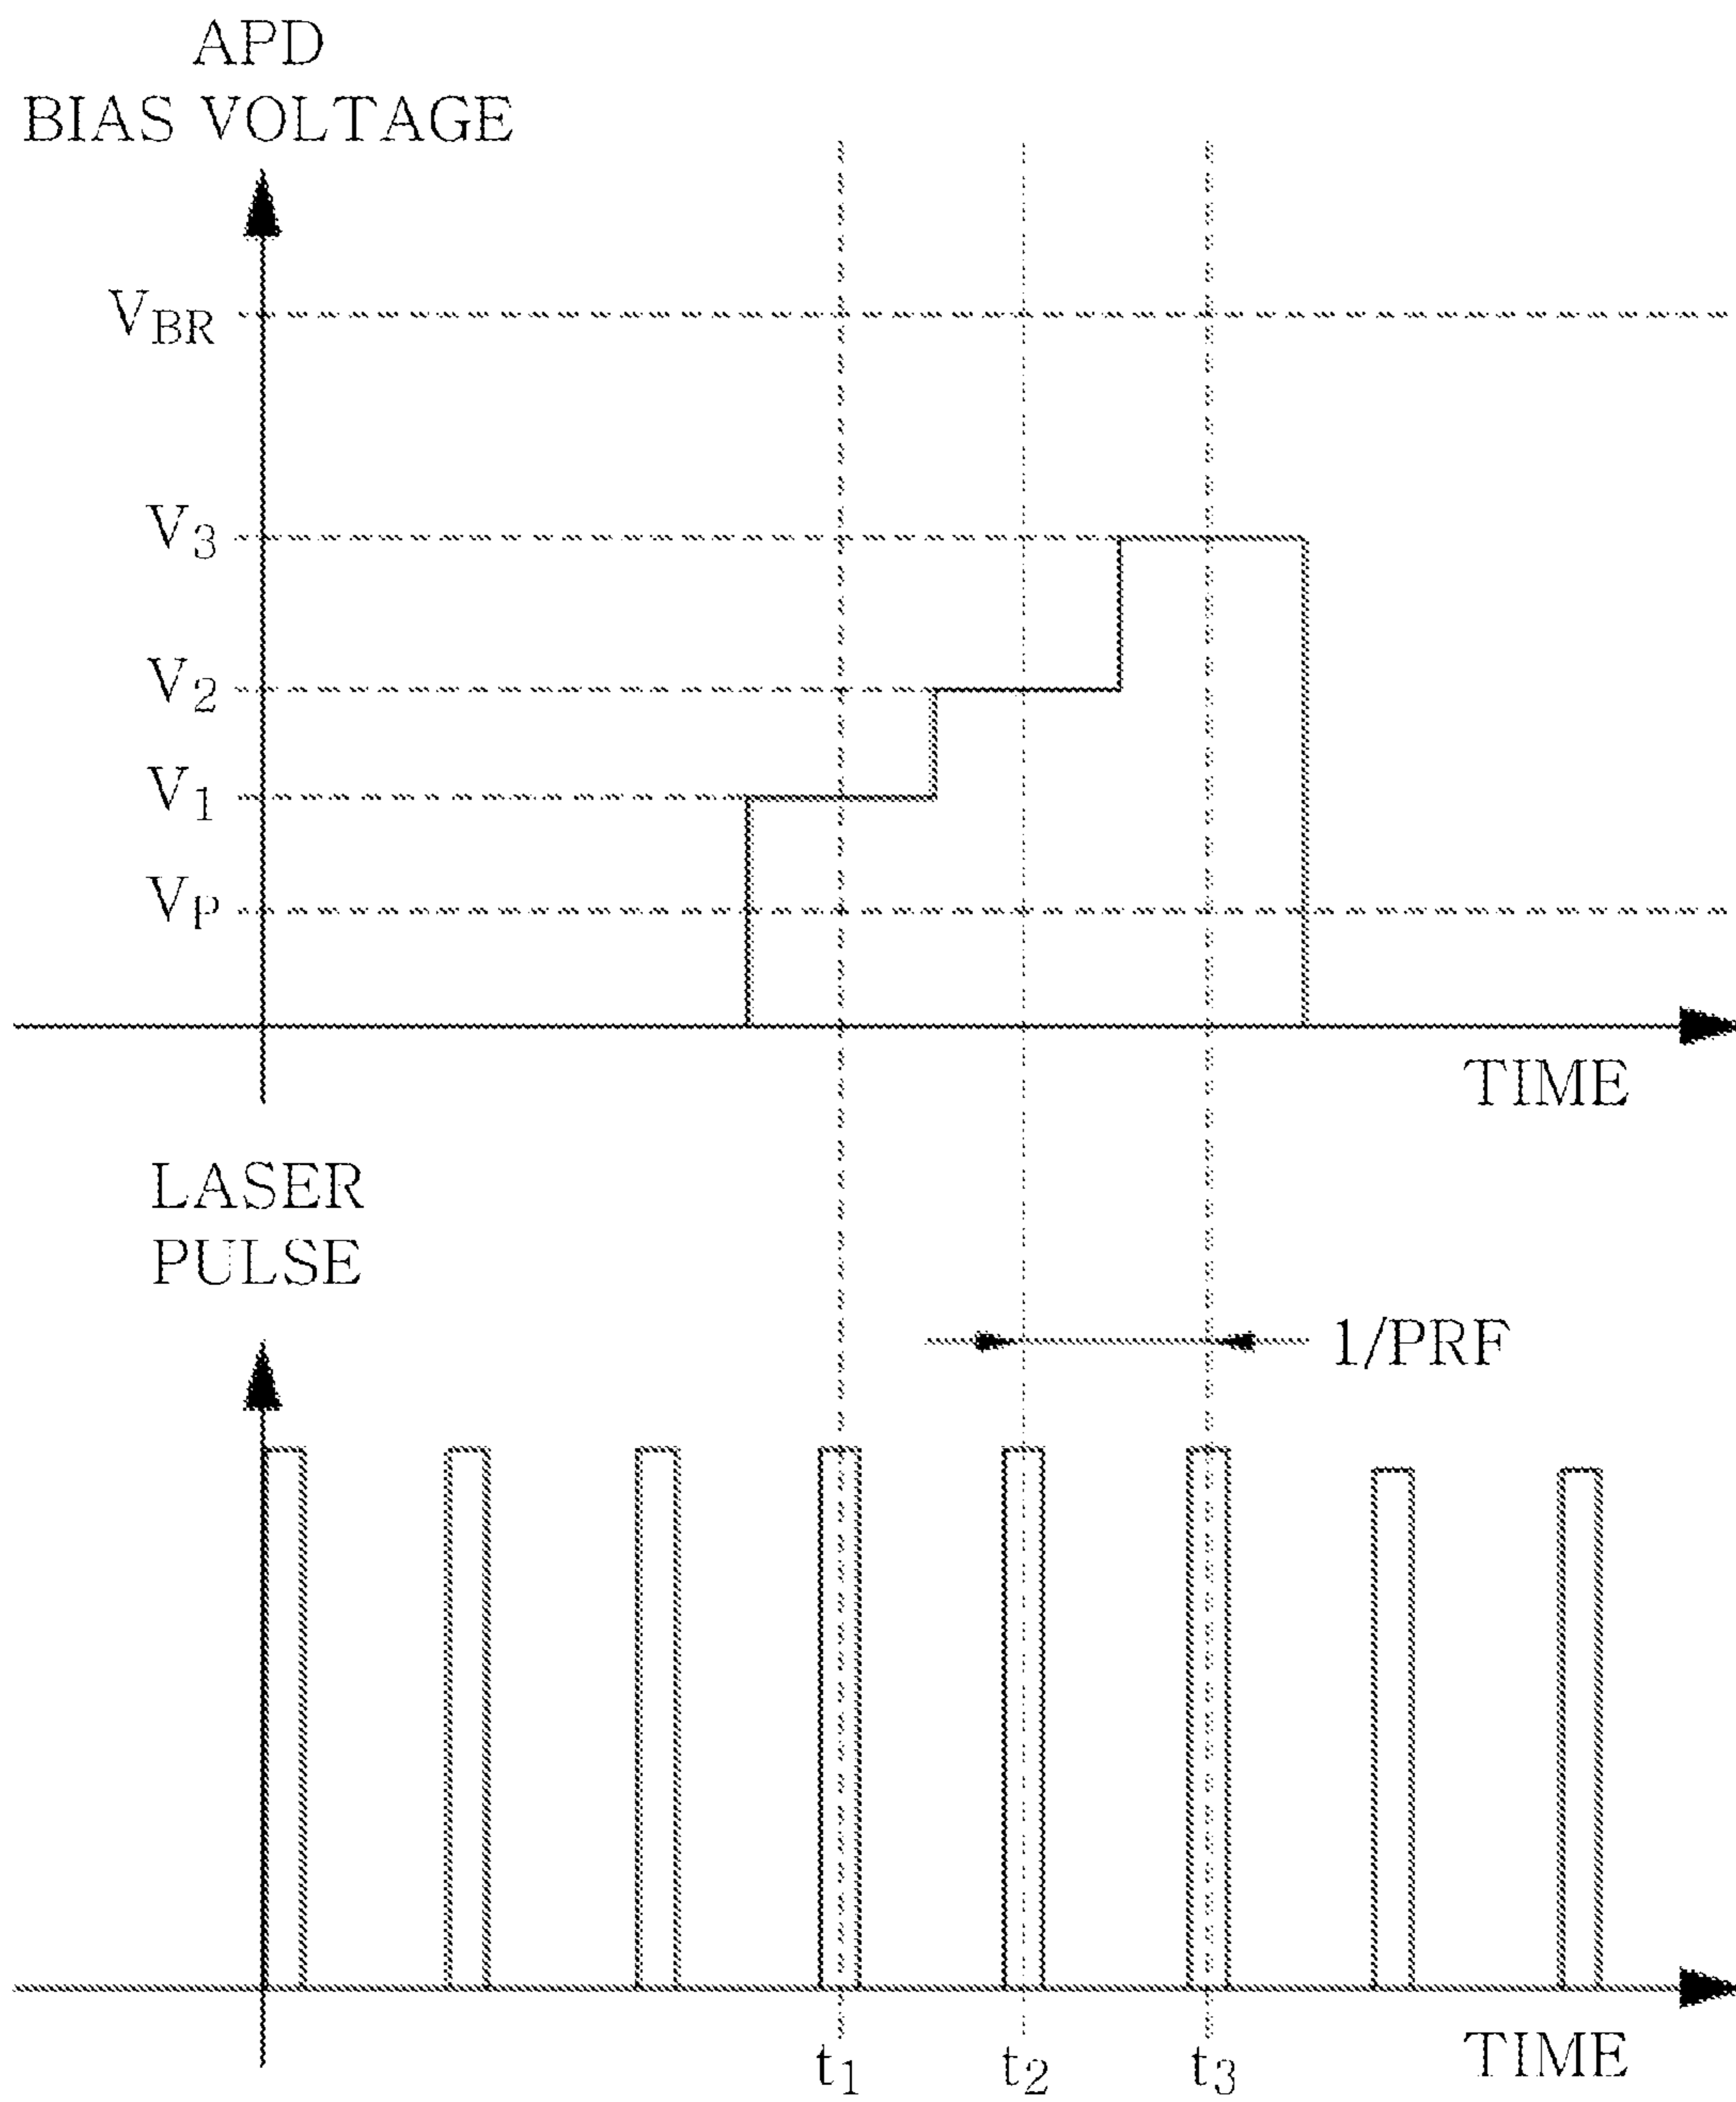 APD
BIAS VOLTAGE
V_BR
V_3
V_2
V_1
V_P
TIME
LASER
PULSE
1/PRF
TIME
t_1 t_2 t_3